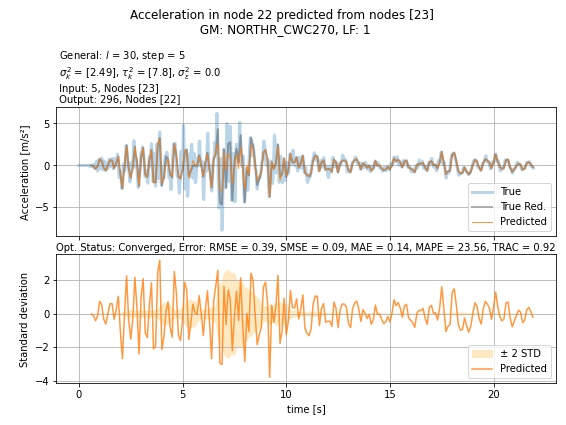 Acceleration in node 22 predicted from nodes [23]
GM: NORTHR_CWC270, LF: 1
General: l = 30, step = 5
σ²ₖ = [2.49], τ²ₖ = [7.8], σ²ε = 0.0
Input: 5, Nodes [23]
Output: 296, Nodes [22]
Acceleration [m/s²]
5
0
−5
True
True Red.
Predicted
Opt. Status: Converged, Error: RMSE = 0.39, SMSE = 0.09, MAE = 0.14, MAPE = 23.56, TRAC = 0.92
Standard deviation
2
0
−2
−4
± 2 STD
Predicted
0 5 10 15 20
time [s]